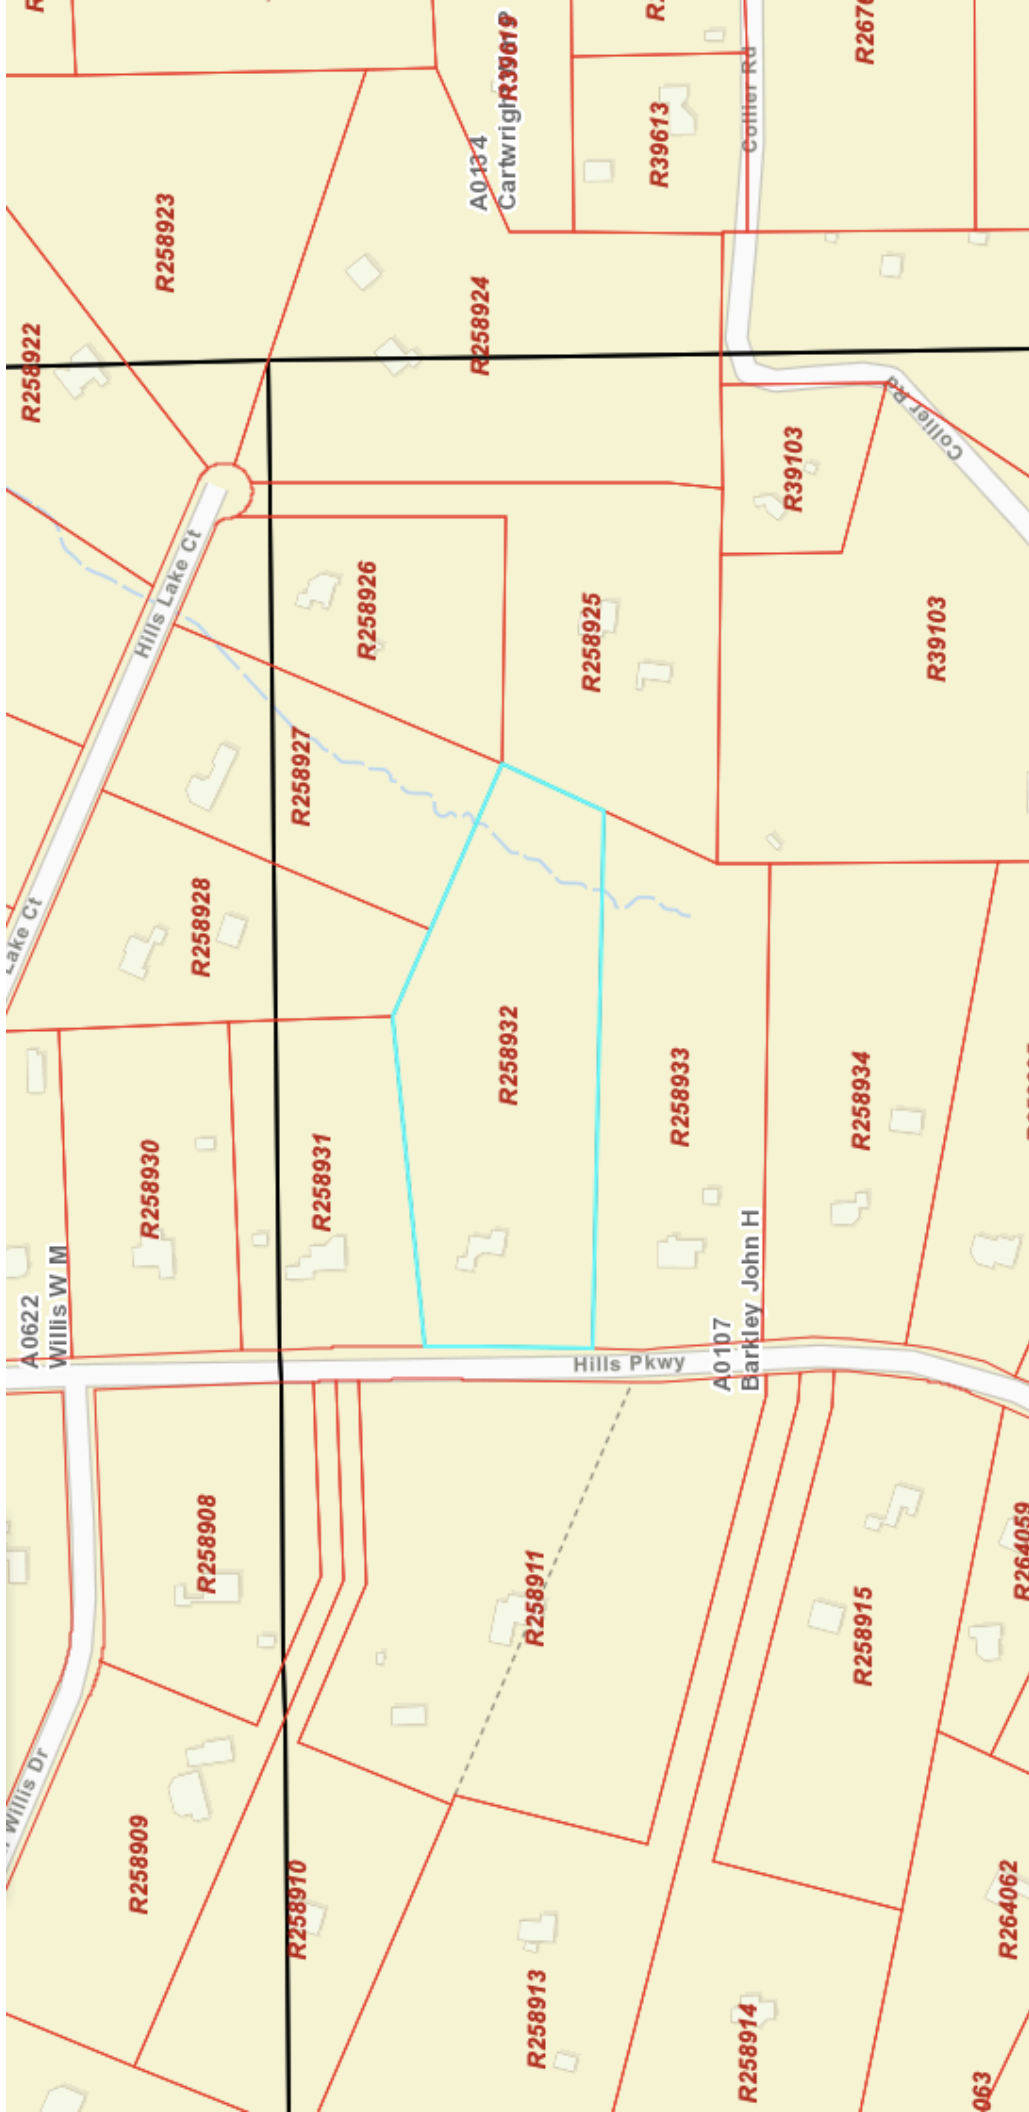 R39619
A0134
Cartwrigh
R39613
Collier Rd
R258923
R258924
R258922
Collier Rd
R39103
Hills Lake Ct
R258926
R258925
R39103
R258927
R258928
Lake Ct
R258932
R258933
R258934
R258930
R258931
A0622
Willis W M
A0107
Barkley John H
Hills Pkwy
R258908
R258911
R258915
R264059
Willis Dr
R258909
R258910
R264062
R258913
R258914
063